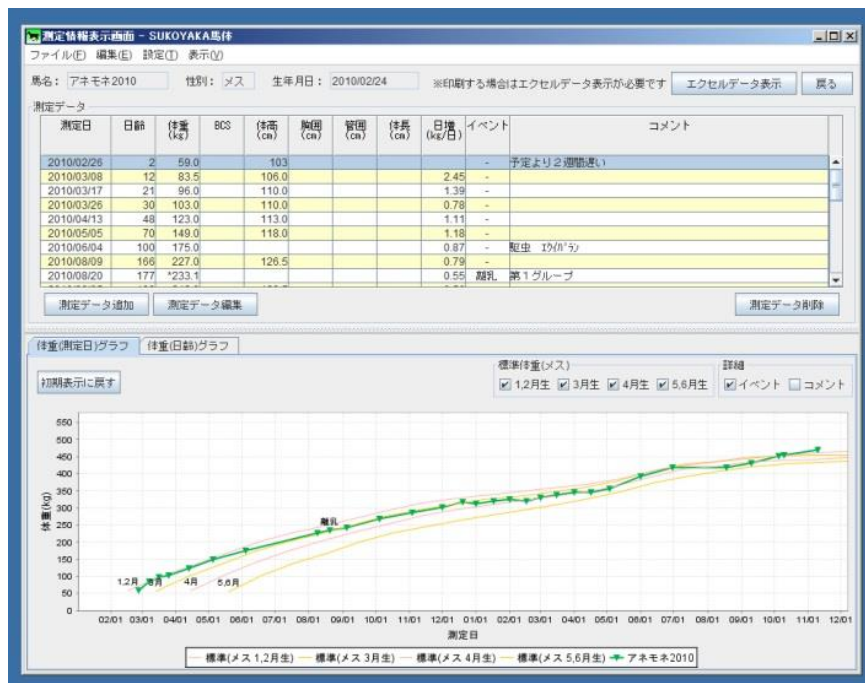 測定情報表示画面 - SUKOYAKA馬体
ファイル(F) 編集(E) 設定(T) 表示(V)
馬名: アネモネ2010 性別: メス 生年月日: 2010/02/24 ※印刷する場合はエクセルデータ表示が必要です エクセルデータ表示 戻る
測定データ
測定日 日齢 体重(kg) BCS 体高(cm) 胸囲(cm) 管囲(cm) 体長(cm) 日増(kg/日) イベント コメント
2010/02/26 2 59.0 103 - 予定より2週間遅い
2010/03/08 12 83.5 106.0 2.45 -
2010/03/17 21 96.0 110.0 1.39 -
2010/03/26 30 103.0 110.0 0.78 -
2010/04/13 48 123.0 113.0 1.11 -
2010/05/05 70 149.0 118.0 1.18 -
2010/06/04 100 175.0 0.87 - 駆虫 エクイバラン
2010/08/09 166 227.0 126.5 0.79 -
2010/08/20 177 *233.1 0.55 離乳 第1グループ
測定データ追加 測定データ編集 測定データ削除
体重(測定日)グラフ 体重(日齢)グラフ
標準体重(メス) 詳細
初期表示に戻す 1,2月生 3月生 4月生 5,6月生 イベント コメント
550
500
450
400
350
300
250
200
150
100
50
0
体重(kg)
離乳
1,2月 3月 4月 5,6月
02/01 03/01 04/01 05/01 06/01 07/01 08/01 09/01 10/01 11/01 12/01 01/01 02/01 03/01 04/01 05/01 06/01 07/01 08/01 09/01 10/01 11/01 12/01
測定日
標準(メス 1,2月生) 標準(メス 3月生) 標準(メス 4月生) 標準(メス 5,6月生) アネモネ2010